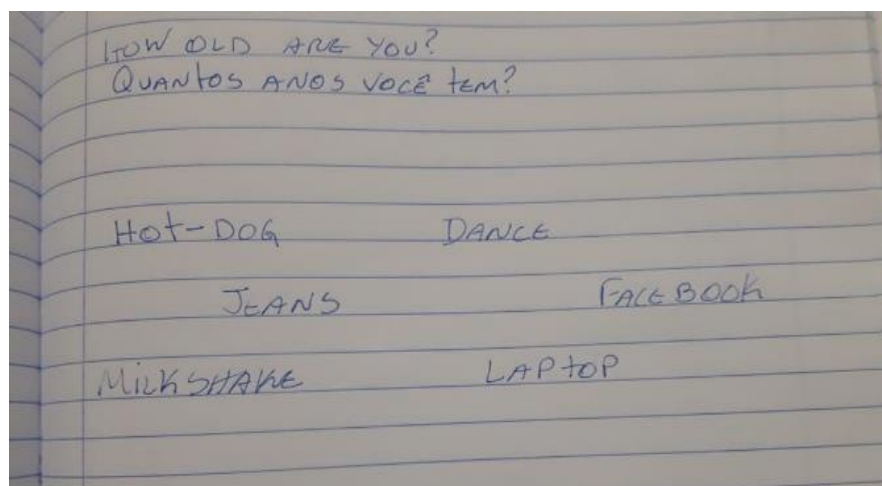 HOW OLD ARE YOU?
QUANTOS ANOS VOCÊ TEM?
HOT-DOG DANCE
JEANS FACEBOOK
MILKSHAKE LAPTOP